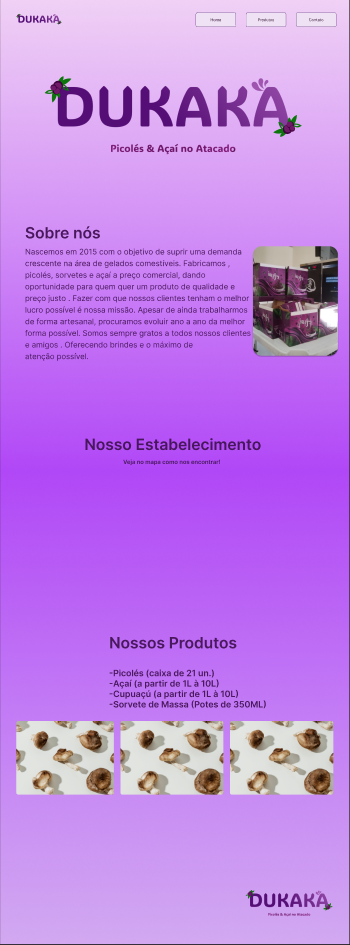 DUKAKA
Home
Produtos
Contato
DUKAKA
Picolés & Açaí no Atacado
Sobre nós
Nascemos em 2015 com o objetivo de suprir uma demanda
crescente na área de gelados comestíveis. Fabricamos ,
picolés, sorvetes e açaí a preço comercial, dando
oportunidade para quem quer um produto de qualidade e
preço justo . Fazer com que nossos clientes tenham o melhor
lucro possível é nossa missão. Apesar de ainda trabalharmos
de forma artesanal, procuramos evoluir ano a ano da melhor
forma possível. Somos sempre gratos a todos nossos clientes
e amigos . Oferecendo brindes e o máximo de
atenção possível.
Nosso Estabelecimento
Veja no mapa como nos encontrar!
Nossos Produtos
-Picolés (caixa de 21 un.)
-Açaí (a partir de 1L à 10L)
-Cupuaçú (a partir de 1L à 10L)
-Sorvete de Massa (Potes de 350ML)
DUKAKA
Picolés & Açaí no Atacado